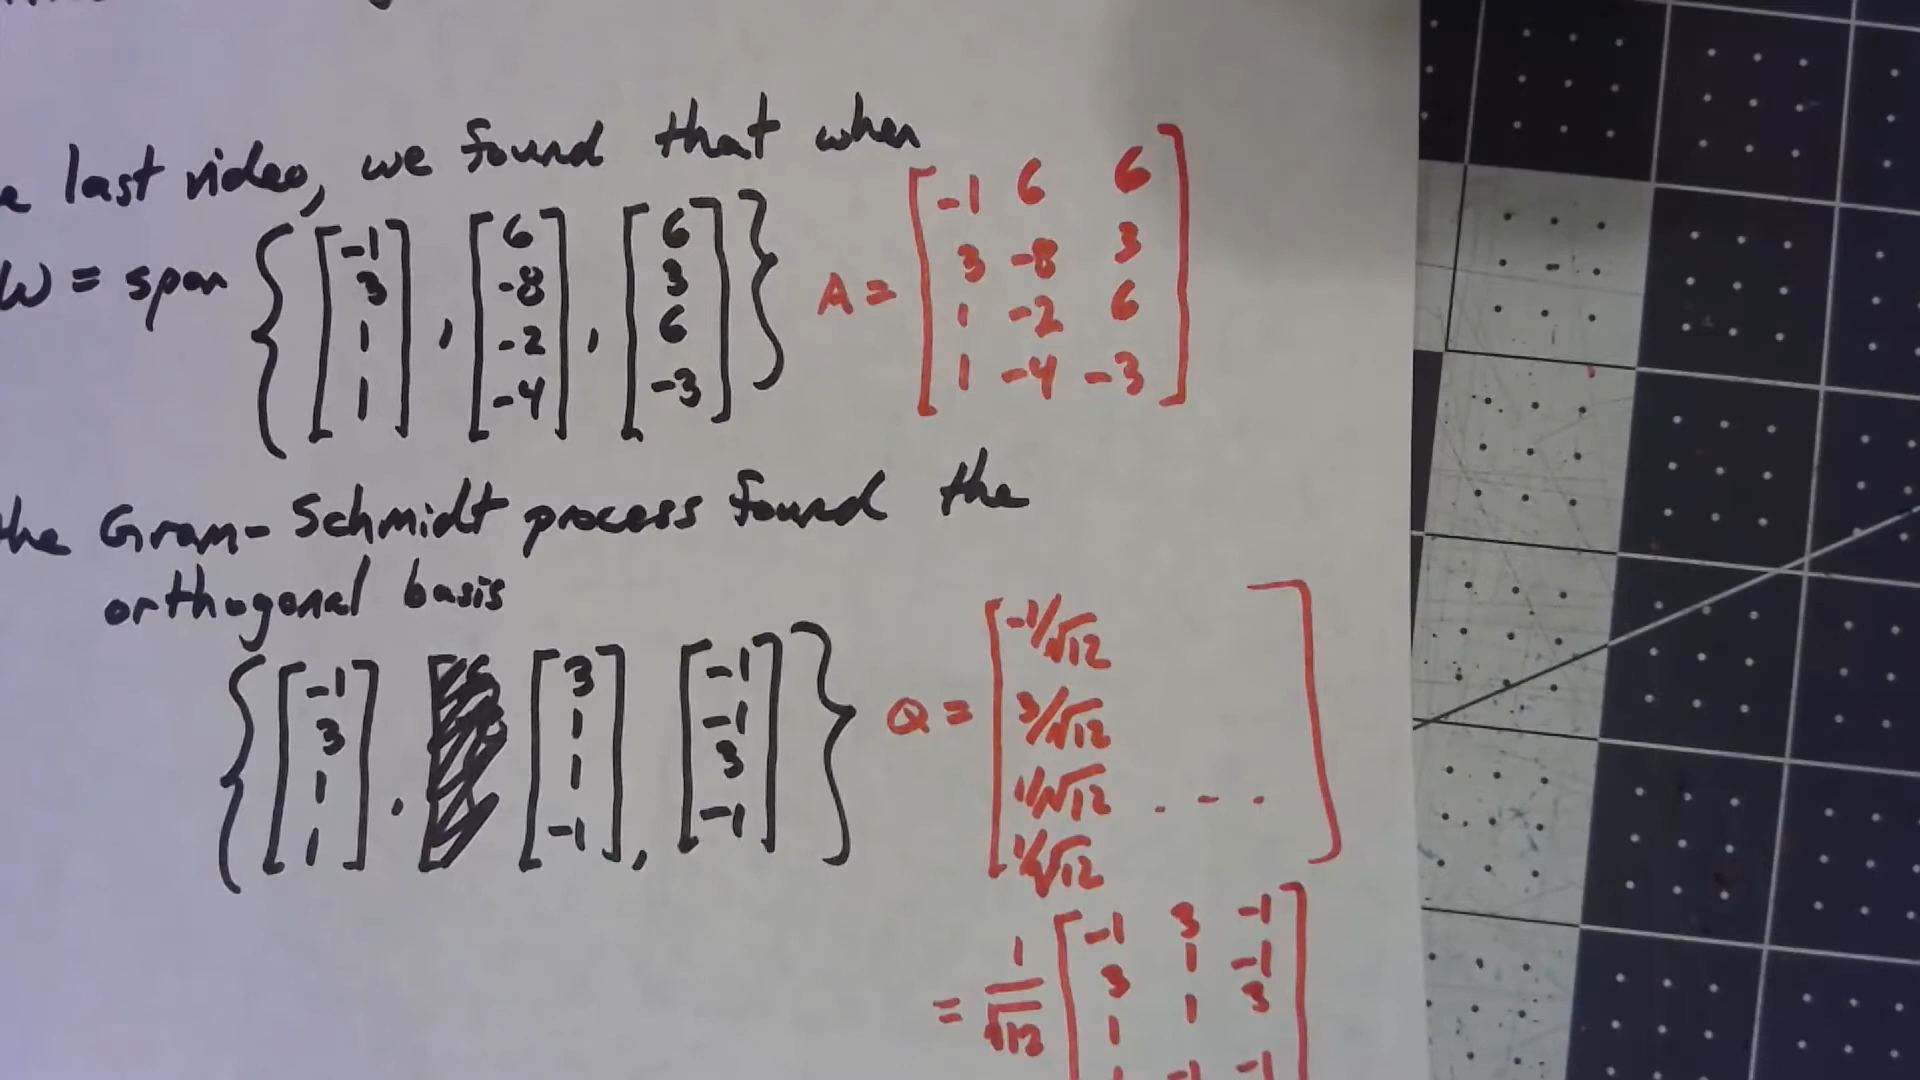 last video, we found that when
W = span { [-1 3 1 1], [6 -8 -2 -4], [6 3 6 -3] }
A = [-1 6 6
3 -8 3
1 -2 6
1 -4 -3]
the Gram-Schmidt process found the
orthogonal basis
{ [-1 3 1 1], [3 1 1 -1], [-1 -1 3 -1] }
Q = [-1/√12
3/√12
1/√12 ...
1/√12]
= 1/√12 [-1 3 -1
3 1 -1
1 1 3
-1 -1